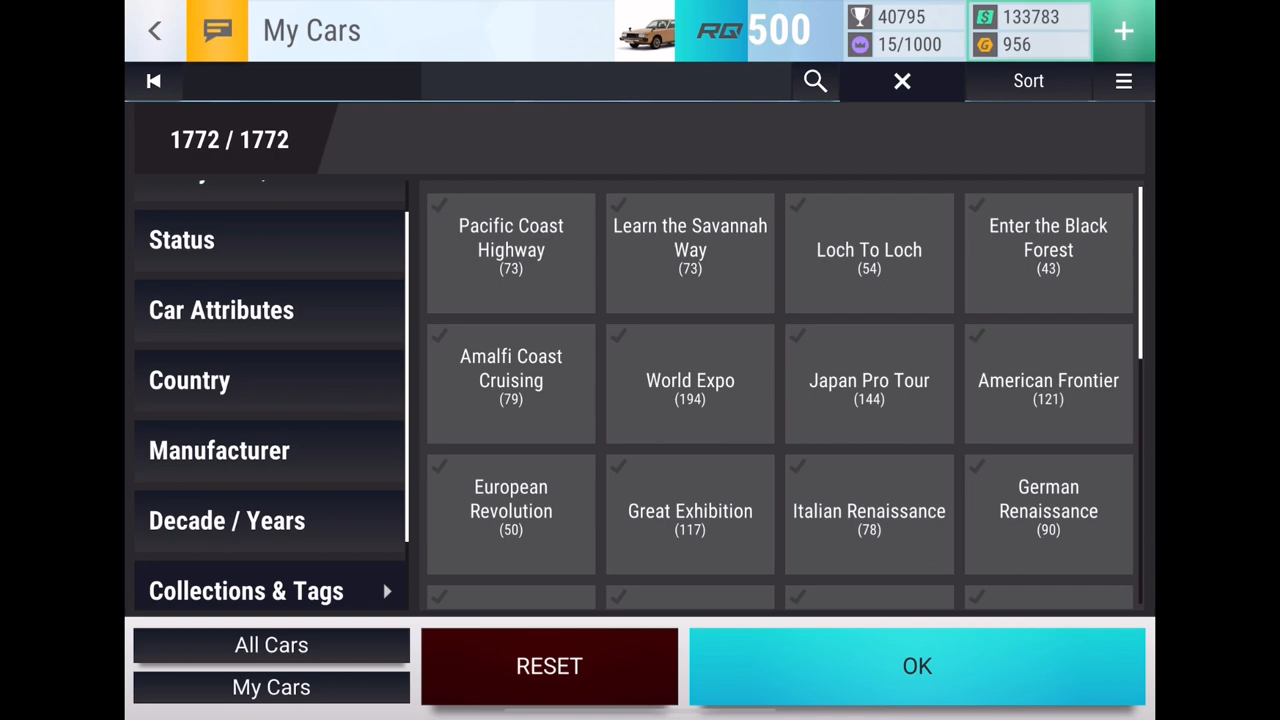 My Cars
RQ 500
40795
15/1000
133783
956
+
Sort
1772 / 1772
Status
Car Attributes
Country
Manufacturer
Decade / Years
Collections & Tags
Pacific Coast
Highway
(73)
Learn the Savannah
Way
(73)
Loch To Loch
(54)
Enter the Black
Forest
(43)
Amalfi Coast
Cruising
(79)
World Expo
(194)
Japan Pro Tour
(144)
American Frontier
(121)
European
Revolution
(50)
Great Exhibition
(117)
Italian Renaissance
(78)
German
Renaissance
(90)
All Cars
My Cars
RESET
OK